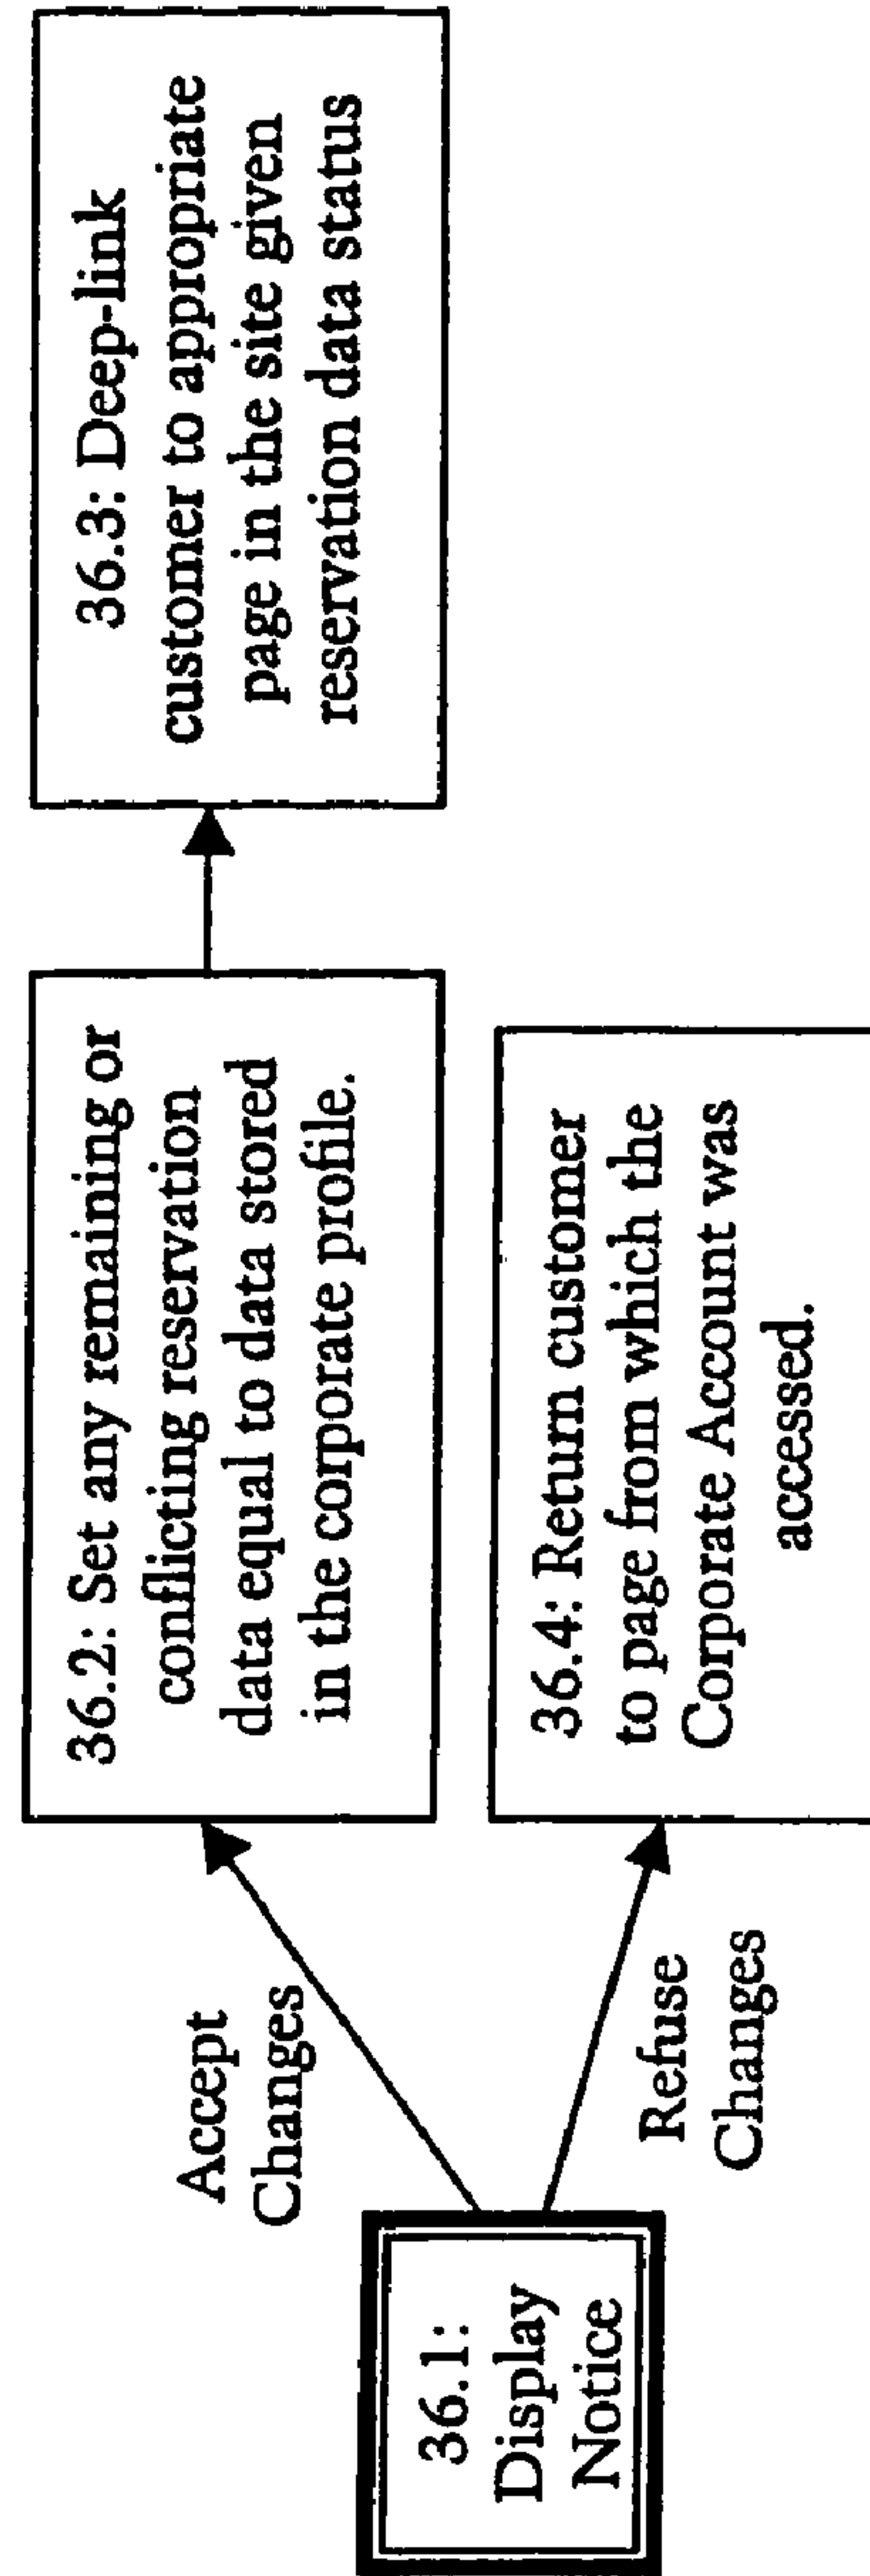 36.1:
Display
Notice
Accept
Changes
Refuse
Changes
36.2: Set any remaining or
conflicting reservation
data equal to data stored
in the corporate profile.
36.3: Deep-link
customer to appropriate
page in the site given
reservation data status
36.4: Return customer
to page from which the
Corporate Account was
accessed.